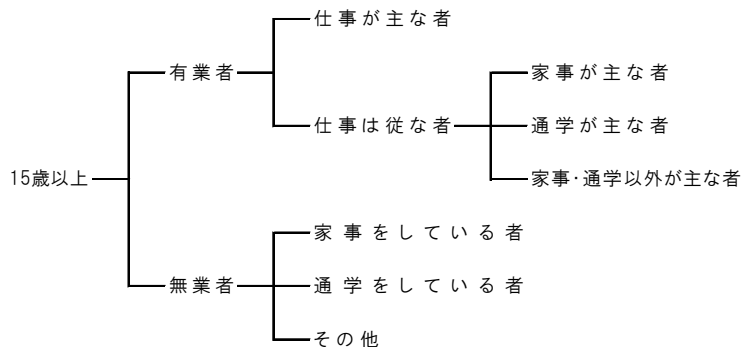 仕事が主な者
有業者
家事が主な者
仕事は従な者
通学が主な者
15歳以上
家事・通学以外が主な者
家事をしている者
無業者
通学をしている者
その他